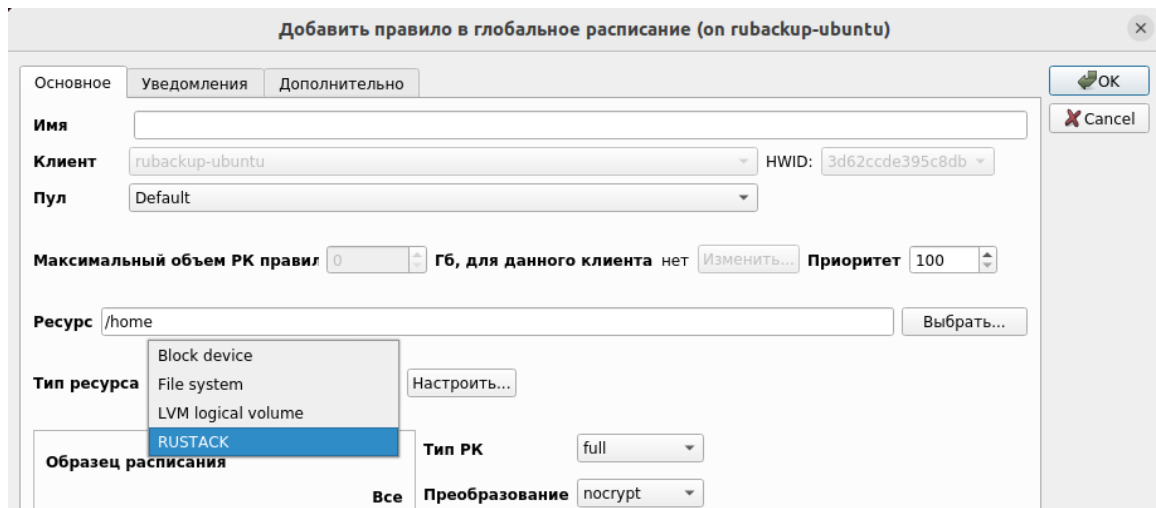 Добавить правило в глобальное расписание (on rubackup-ubuntu)
Основное Уведомления Дополнительно
OK
Имя
Cancel
Клиент rubackup-ubuntu HWID: 3d62ccde395c8db
Пул Default
Максимальный объем РК правил 0 Гб, для данного клиента нет Изменить... Приоритет 100
Ресурс /home Выбрать...
Block device
Тип ресурса File system Настроить...
LVM logical volume
RUSTACK
Образец расписания Тип РК full
Все Преобразование nocrypt